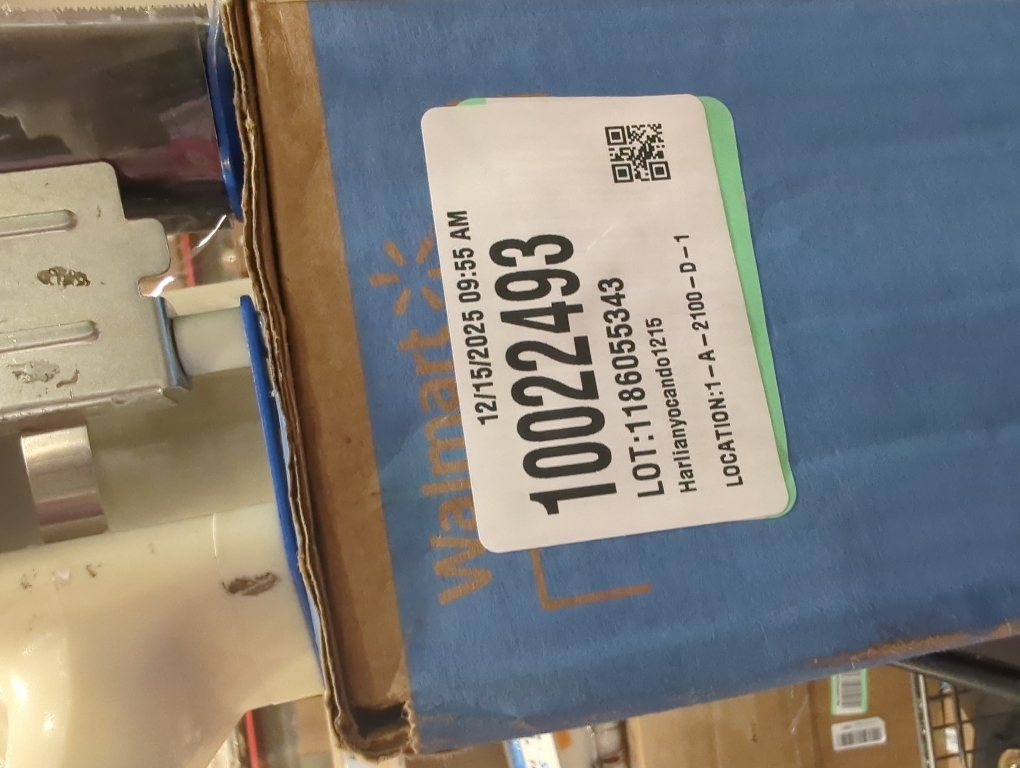 Walmart
12/15/2025 09:55 AM
10022493
LOT:1186055343
Harlianyocando1215
LOCATION:1-A-2100-D-1